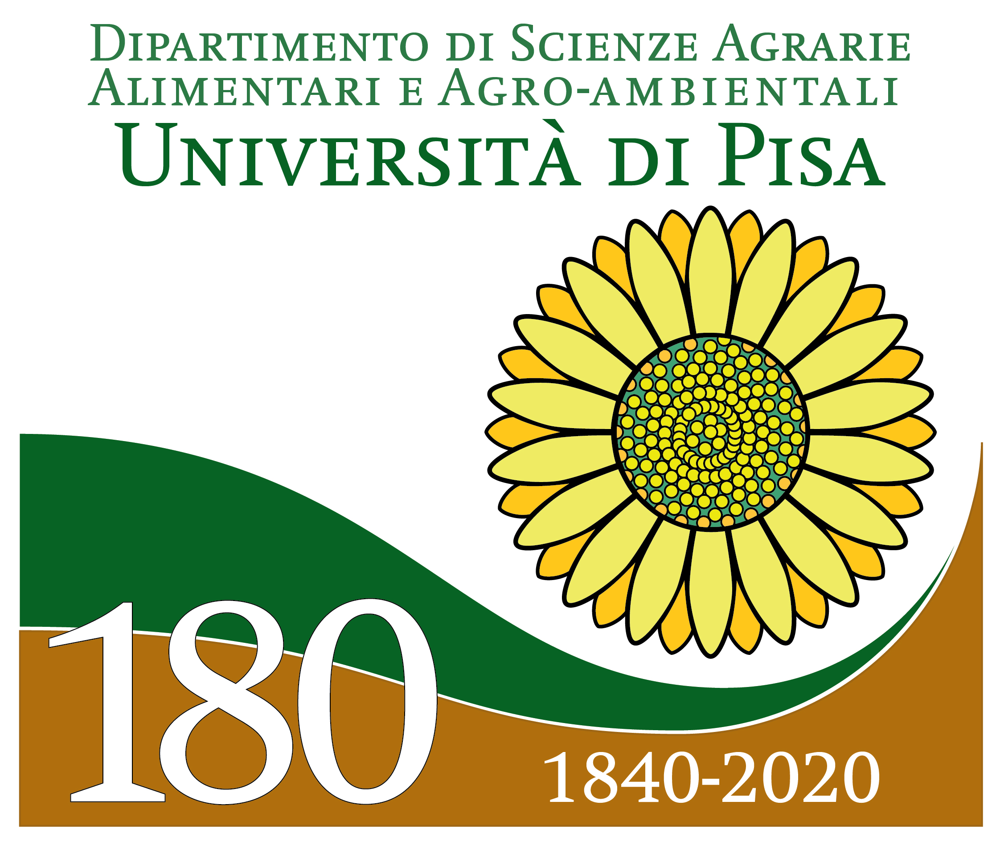 Dipartimento di Scienze Agrarie
Alimentari e Agro-ambientali
Università di Pisa
180
1840-2020